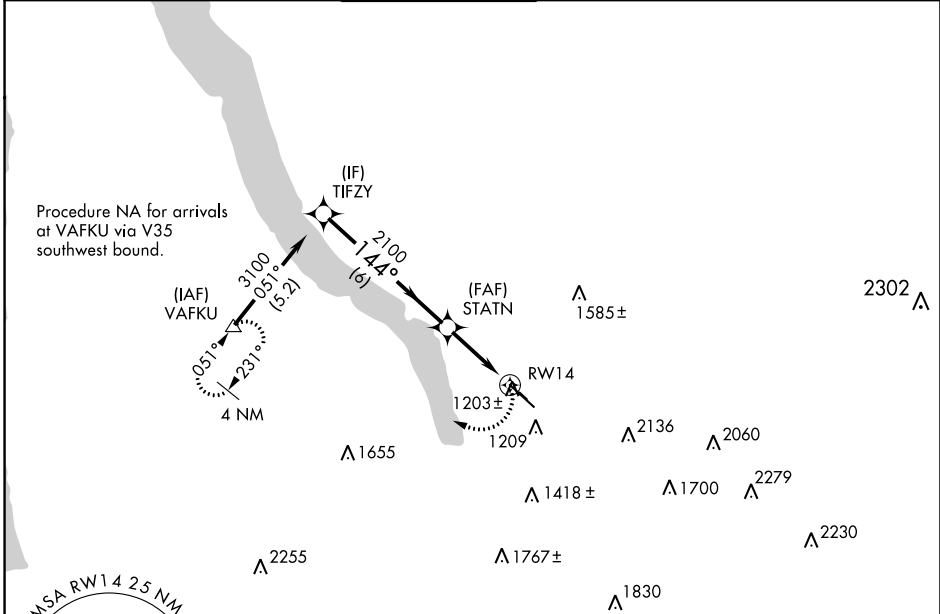 (IF)
TIFZY
Procedure NA for arrivals
at VAFKU via V35
southwest bound.
2100
144°
(6)
3100
051°
(5.2)
(IAF)
VAFKU
(FAF)
STATN
1585±
2302
051°
231°
4 NM
RW14
1203±
1209
2136
2060
1655
1418±
1700
2279
2230
2255
1767±
1830
MSA RW14 25 NM